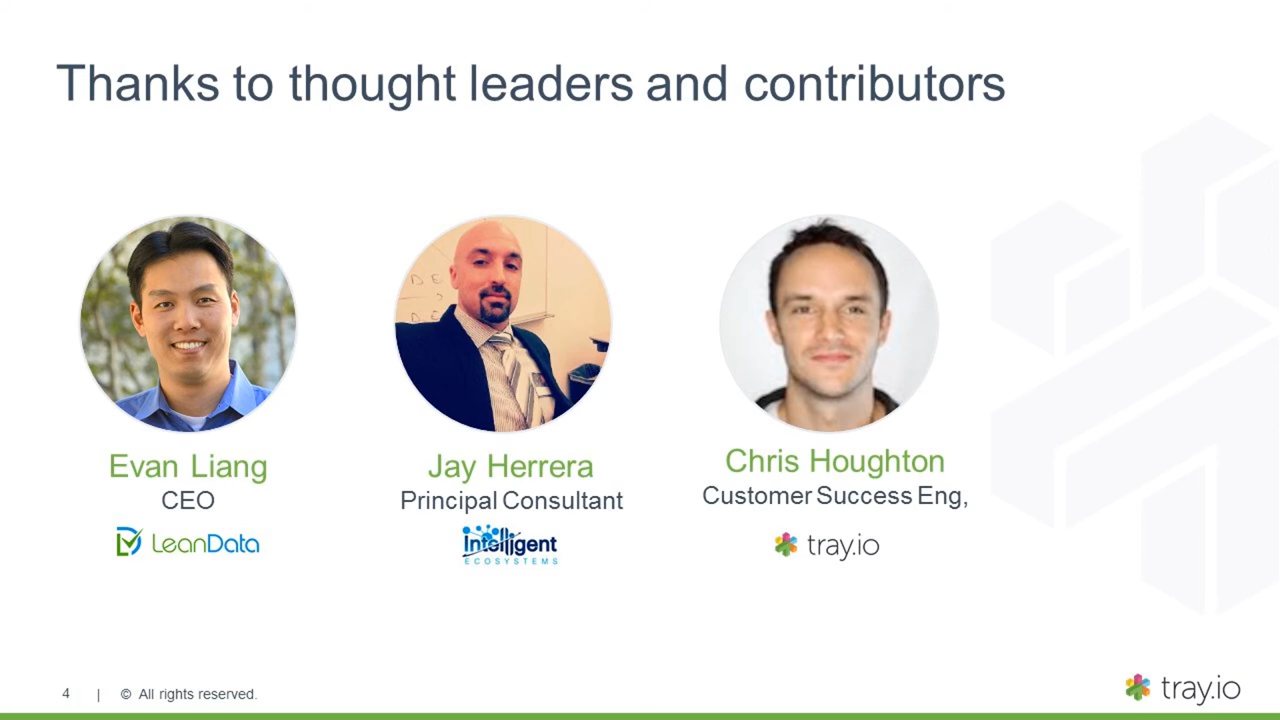 Thanks to thought leaders and contributors
Evan Liang
CEO
LeanData
Jay Herrera
Principal Consultant
Intelligent
ECOSYSTEMS
Chris Houghton
Customer Success Eng,
tray.io
4 | © All rights reserved.
tray.io